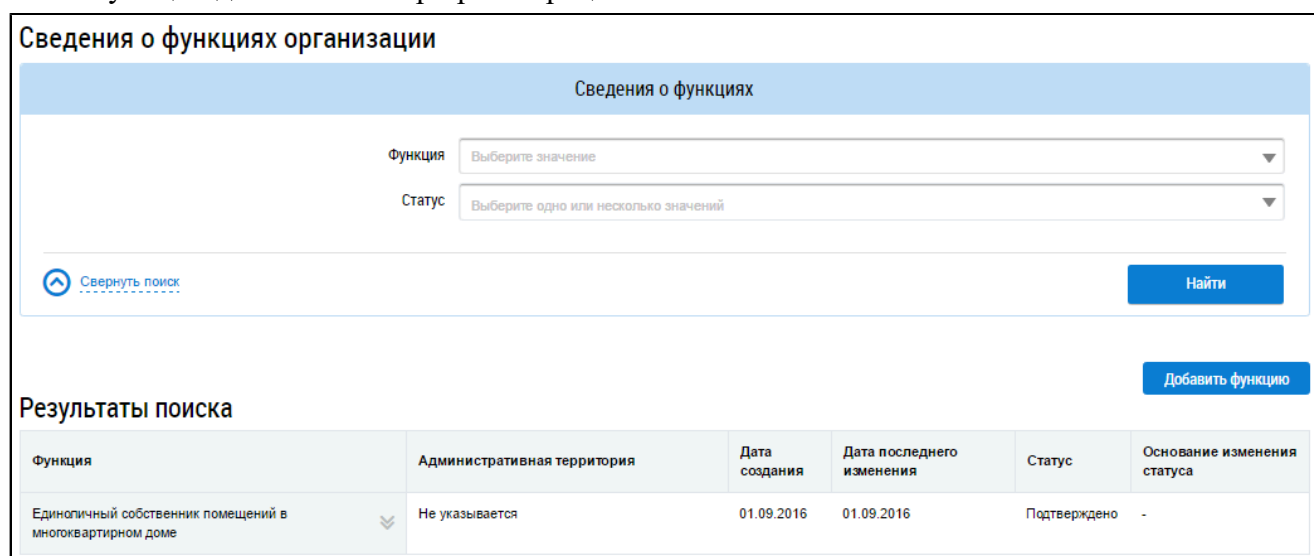 Сведения о функциях организации
Сведения о функциях
Функция
Выберите значение
Статус
Выберите одно или несколько значений
Свернуть поиск
Найти
Добавить функцию
Результаты поиска
Функция
Административная территория
Дата
создания
Дата последнего
изменения
Статус
Основание изменения
статуса
Единоличный собственник помещений в
многоквартирном доме
Не указывается
01.09.2016
01.09.2016
Подтверждено
-